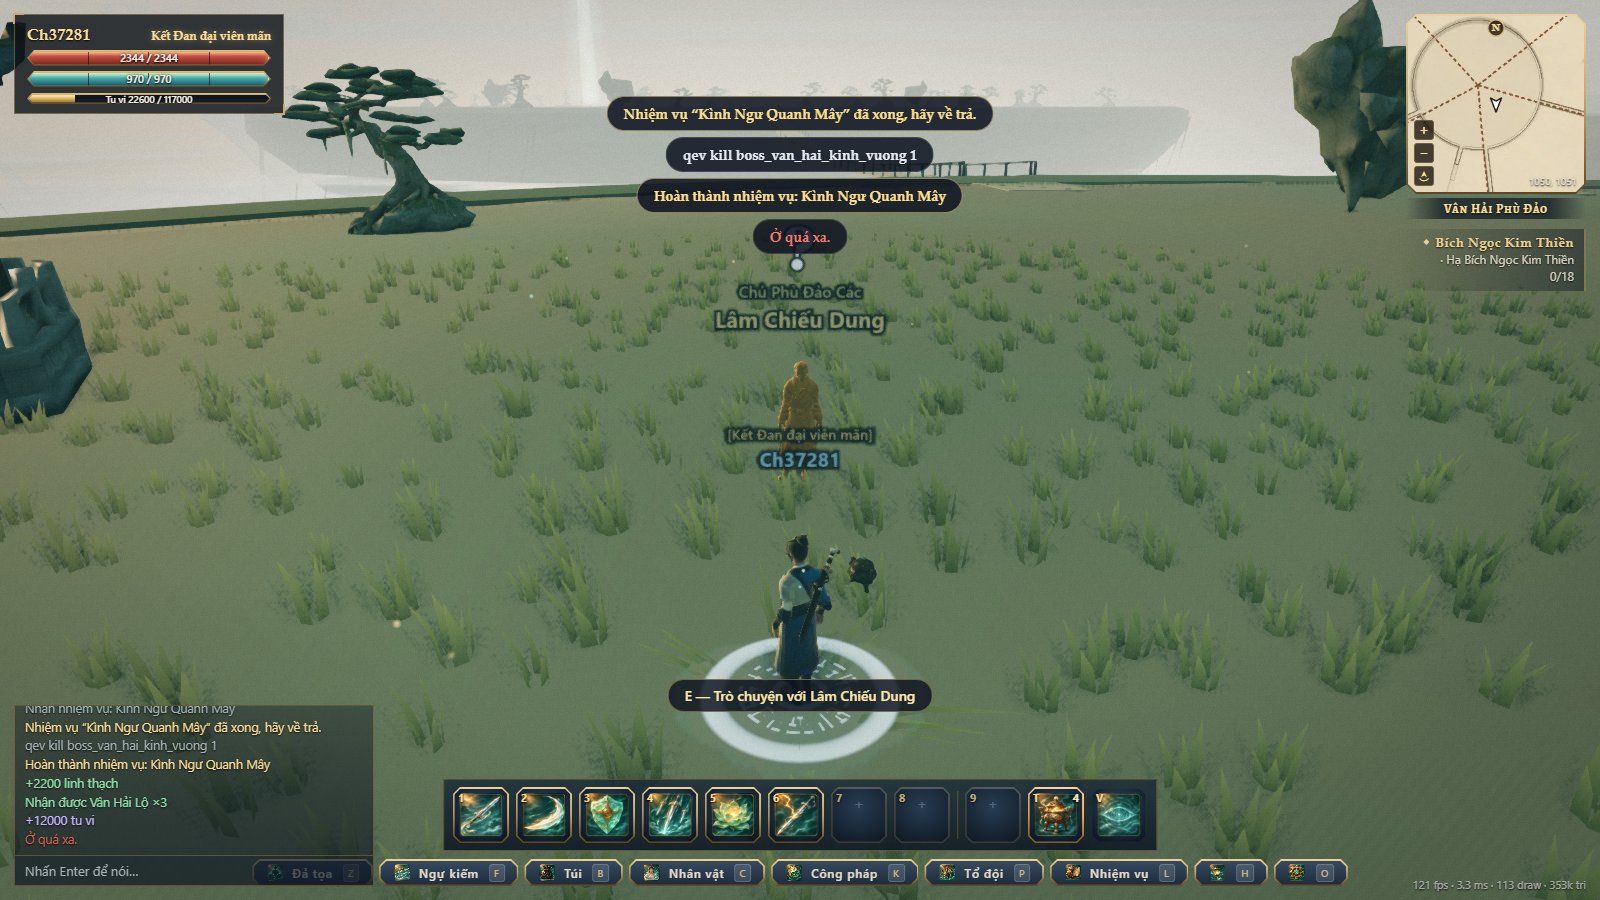 Ch37281
Kết Đan đại viên mãn
2344 / 2344
970 / 970
Tu vi 22600 / 117000
Nhiệm vụ “Kình Ngư Quanh Mây” đã xong, hãy về trả.
qev kill boss_van_hai_kinh_vuong 1
Hoàn thành nhiệm vụ: Kình Ngư Quanh Mây
Ở quá xa.
Chủ Phù Đảo Các
Lâm Chiếu Dung
[Kết Đan đại viên mãn]
Ch37281
E — Trò chuyện với Lâm Chiếu Dung
N
+
−
1050, 1051
Vân Hải Phù Đảo
Bích Ngọc Kim Thiền
· Hạ Bích Ngọc Kim Thiền
0/18
Nhận nhiệm vụ: Kình Ngư Quanh Mây
Nhiệm vụ “Kình Ngư Quanh Mây” đã xong, hãy về trả.
qev kill boss_van_hai_kinh_vuong 1
Hoàn thành nhiệm vụ: Kình Ngư Quanh Mây
+2200 linh thạch
Nhận được Vân Hải Lộ ×3
+12000 tu vi
Ở quá xa.
Nhấn Enter để nói...
1 2 3 4 5 6 7 8 9 T 4 V
Đả tọa Z
Ngự kiếm F
Túi B
Nhân vật C
Công pháp K
Tổ đội P
Nhiệm vụ L
H
O
121 fps · 3.3 ms · 113 draw · 353k tri